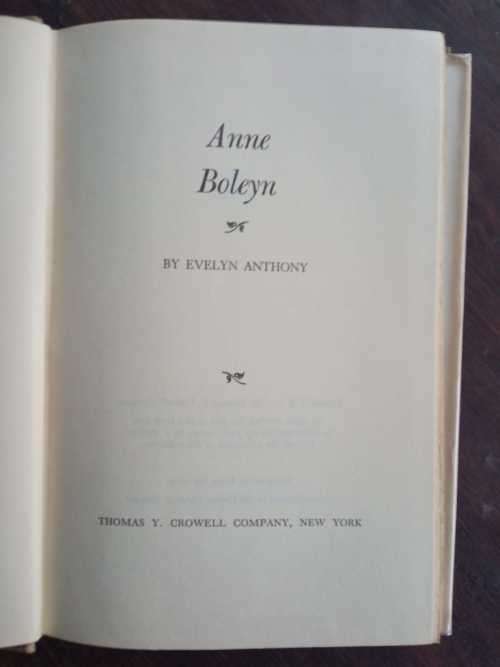 Anne
Boleyn
BY EVELYN ANTHONY
THOMAS Y. CROWELL COMPANY, NEW YORK